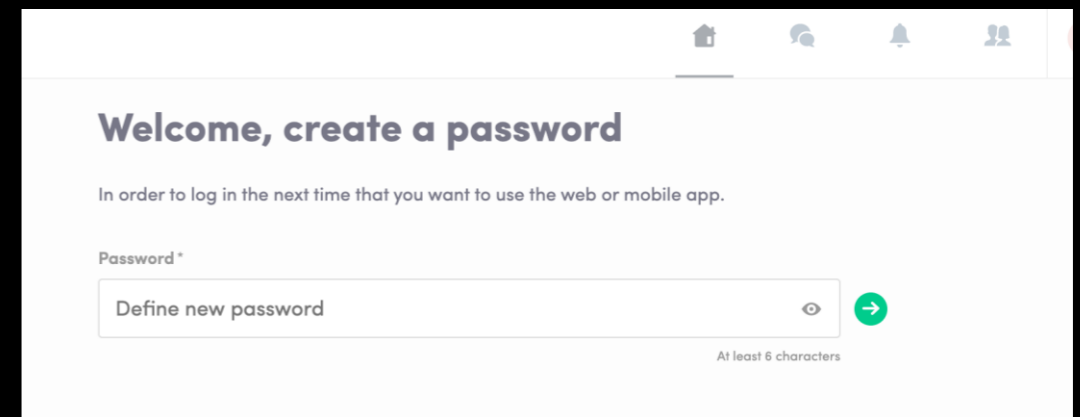 Welcome, create a password
In order to log in the next time that you want to use the web or mobile app.
Password *
Define new password
At least 6 characters